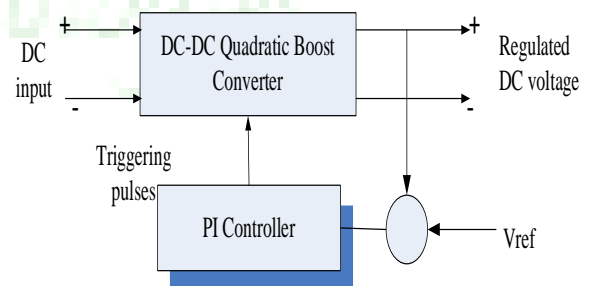 +
DC
input
-
DC-DC Quadratic Boost
Converter
+
Regulated
DC voltage
-
Triggering
pulses
PI Controller
Vref